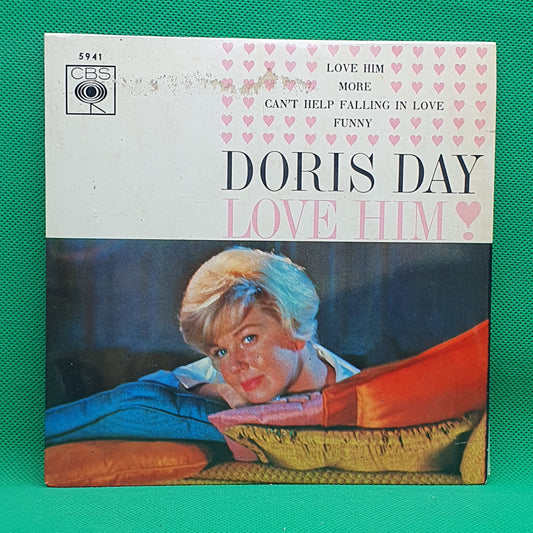 5941
CBS
LOVE HIM
MORE
CAN'T HELP FALLING IN LOVE
FUNNY
DORIS DAY
LOVE HIM!